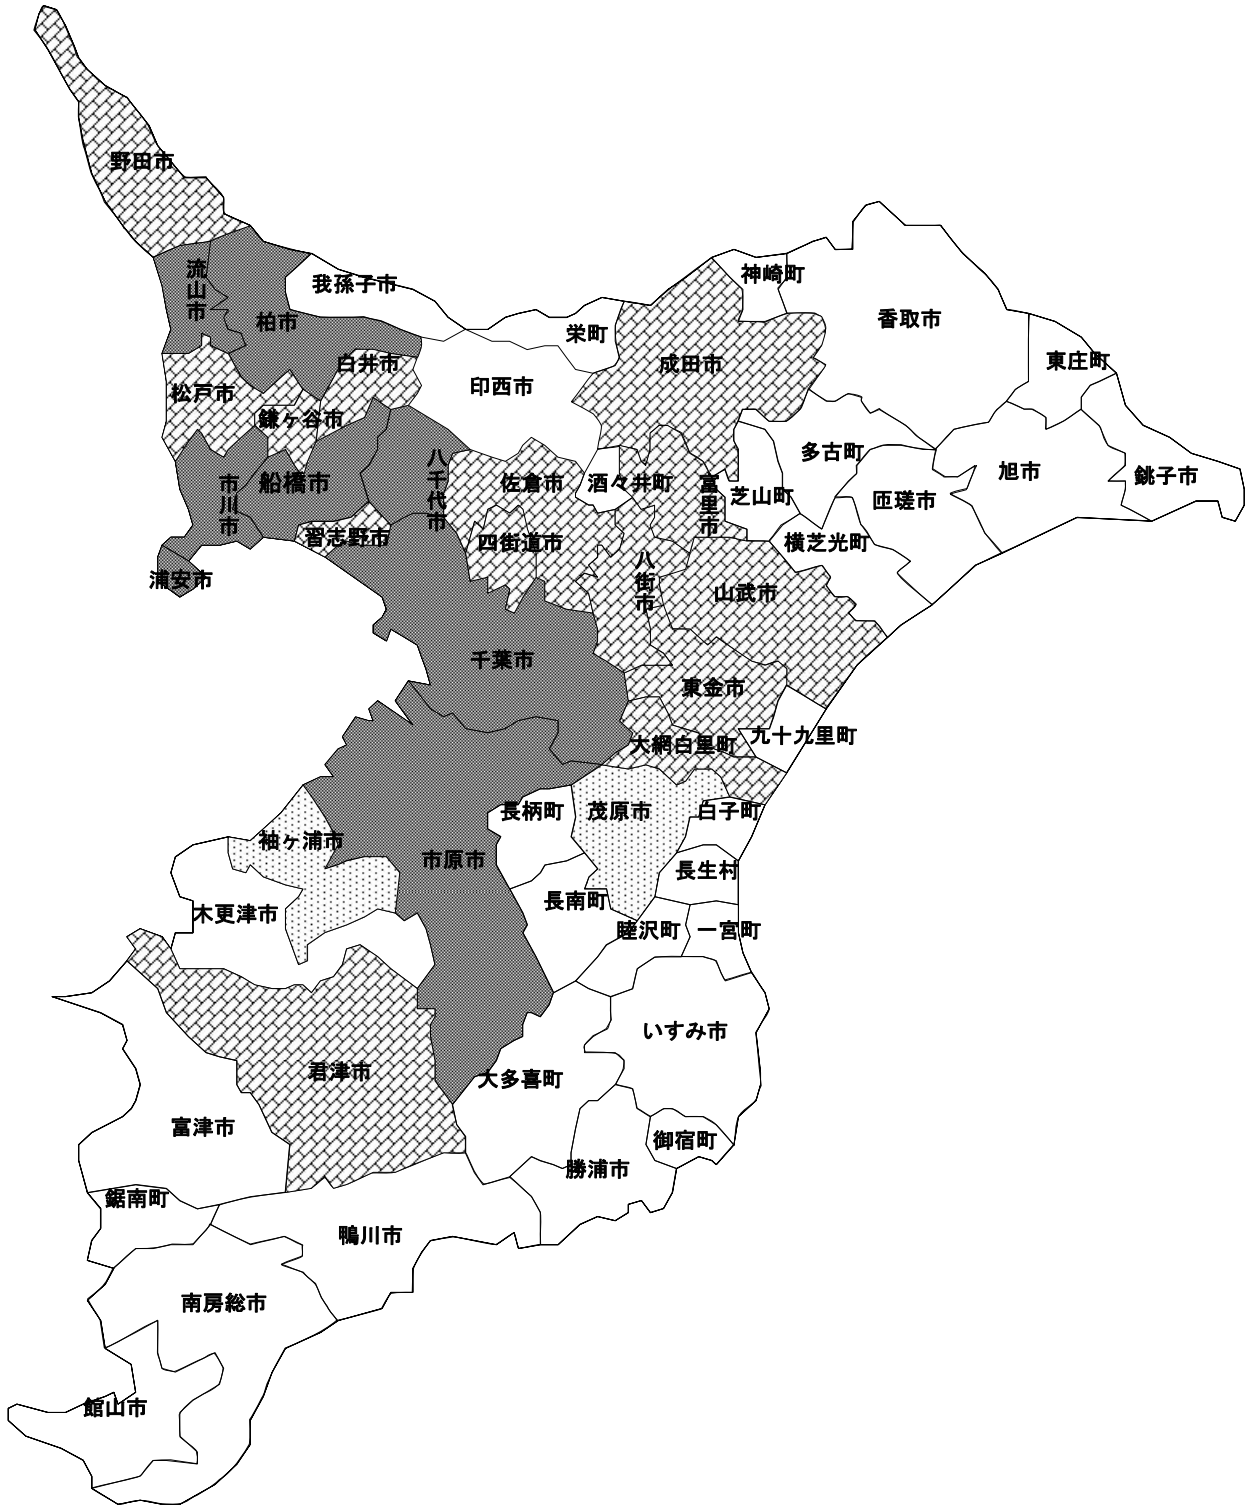 野田市
流山市
我孫子市
柏市
神崎町
香取市
栄町
東庄町
成田市
白井市
印西市
松戸市
鎌ヶ谷市
多古町
旭市
銚子市
八千代市
佐倉市
酒々井町
船橋市
市川市
富里市
芝山町
匝瑳市
習志野市
四街道市
横芝光町
浦安市
八街市
山武市
千葉市
東金市
九十九里町
大網白里町
長柄町
茂原市
白子町
袖ヶ浦市
市原市
長生村
長南町
木更津市
睦沢町
一宮町
いすみ市
君津市
大多喜町
富津市
御宿町
勝浦市
鋸南町
鴨川市
南房総市
館山市